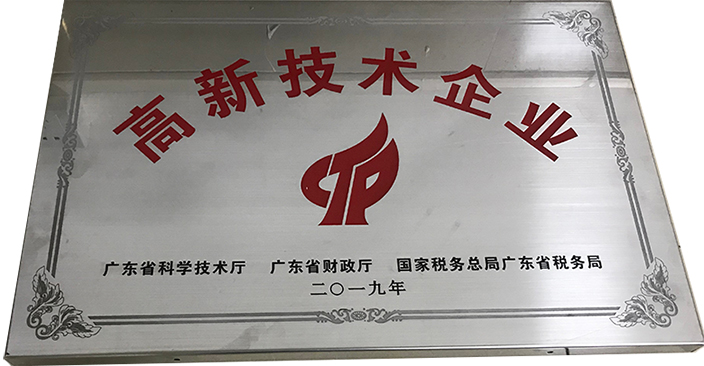 高新技术企业
广东省科学技术厅 广东省财政厅 国家税务总局广东省税务局
二〇一九年